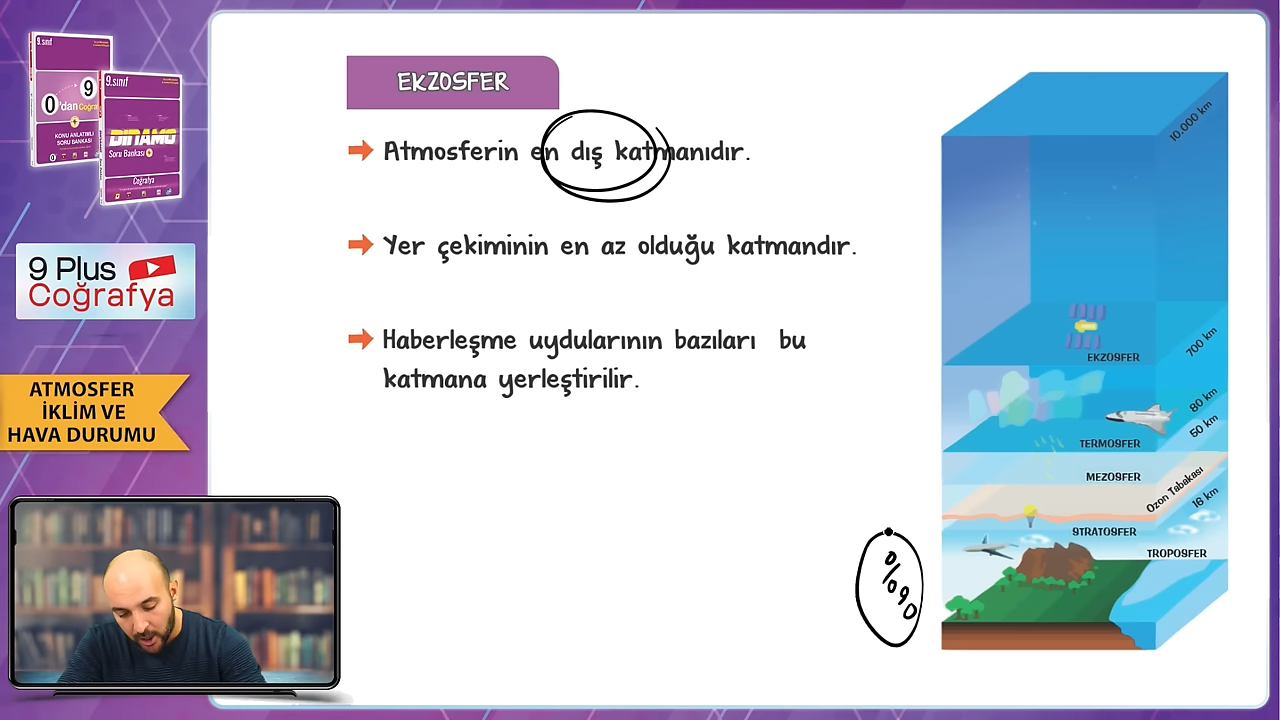 9.sınıf
9
0'dan Coğra
KONU ANLATIMLI
SORU BANKASI
9.sınıf
DİNAMO
Soru Bankası
Coğrafya
9 Plus
Coğrafya
ATMOSFER
İKLİM VE
HAVA DURUMU
EKZOSFER
Atmosferin en dış katmanıdır.
Yer çekiminin en az olduğu katmandır.
Haberleşme uydularının bazıları bu
katmana yerleştirilir.
%90
10.000 km
700 km
EKZOSFER
80 km
50 km
TERMOSFER
MEZOSFER
Ozon Tabakası
16 km
STRATOSFER
TROPOSFER